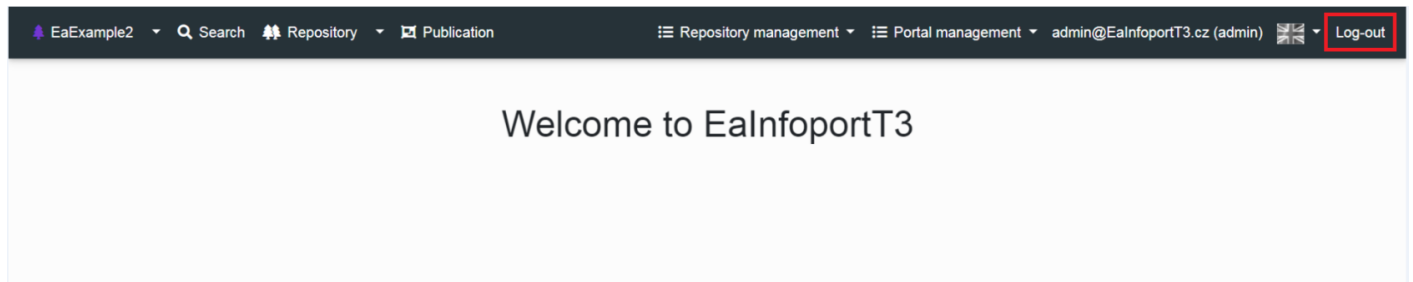 EaExample2 Search Repository Publication Repository management Portal management admin@EaInfoportT3.cz (admin) Log-out
Welcome to EaInfoportT3